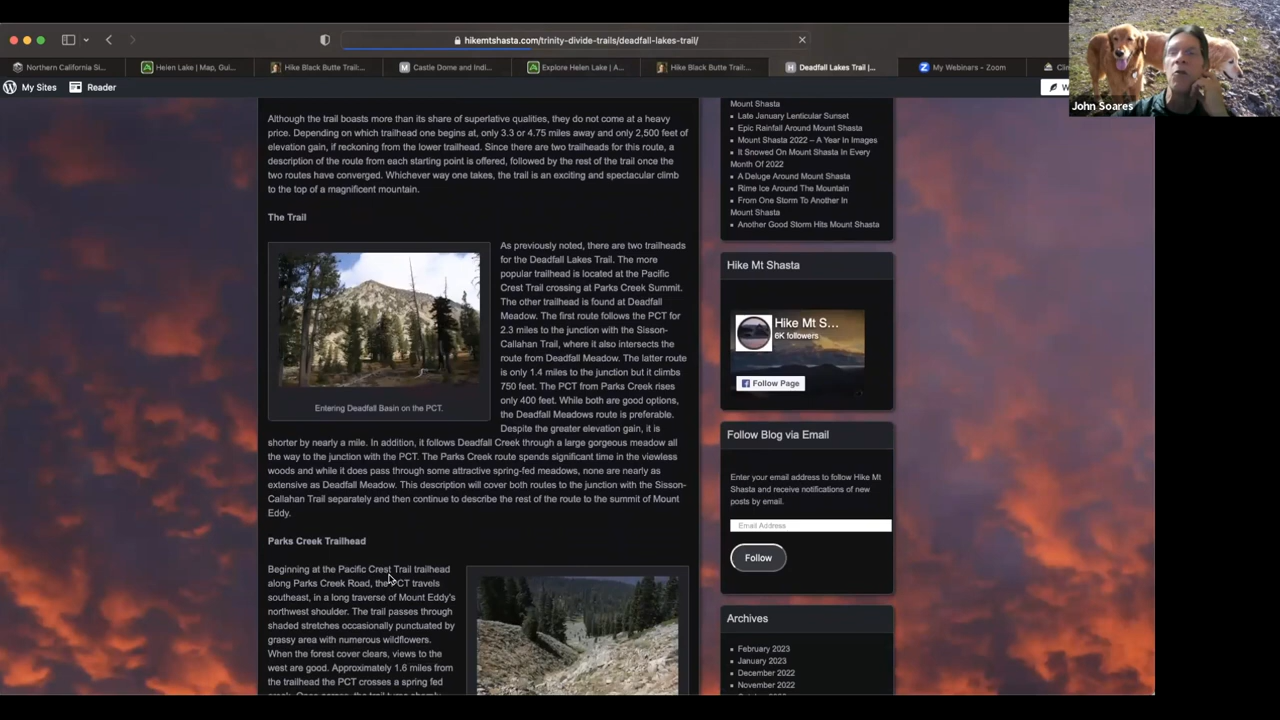 hikemtshasta.com/trinity-divide-trails/deadfall-lakes-trail/
Northern California Si...
Helen Lake | Map, Gui...
Hike Black Butte Trail:...
Castle Dome and Indi...
Explore Helen Lake | A...
Hike Black Butte Trail:...
Deadfall Lakes Trail |...
My Webinars - Zoom
My Sites
Reader
John Soares
Although the trail boasts more than its share of superlative qualities, they do not come at a heavy
price. Depending on which trailhead one begins at, only 3.3 or 4.75 miles away and only 2,500 feet of
elevation gain, if reckoning from the lower trailhead. Since there are two trailheads for this route, a
description of the route from each starting point is offered, followed by the rest of the trail once the
two routes have converged. Whichever way one takes, the trail is an exciting and spectacular climb
to the top of a magnificent mountain.
The Trail
As previously noted, there are two trailheads
for the Deadfall Lakes Trail. The more
popular trailhead is located at the Pacific
Crest Trail crossing at Parks Creek Summit.
The other trailhead is found at Deadfall
Meadow. The first route follows the PCT for
2.3 miles to the junction with the Sisson-
Callahan Trail, where it also intersects the
route from Deadfall Meadow. The latter route
is only 1.4 miles to the junction but it climbs
750 feet. The PCT from Parks Creek rises
only 400 feet. While both are good options,
the Deadfall Meadows route is preferable.
Despite the greater elevation gain, it is
Entering Deadfall Basin on the PCT.
shorter by nearly a mile. In addition, it follows Deadfall Creek through a large gorgeous meadow all
the way to the junction with the PCT. The Parks Creek route spends significant time in the viewless
woods and while it does pass through some attractive spring-fed meadows, none are nearly as
extensive as Deadfall Meadow. This description will cover both routes to the junction with the Sisson-
Callahan Trail separately and then continue to describe the rest of the route to the summit of Mount
Eddy.
Parks Creek Trailhead
Beginning at the Pacific Crest Trail trailhead
along Parks Creek Road, the PCT travels
southeast, in a long traverse of Mount Eddy's
northwest shoulder. The trail passes through
shaded stretches occasionally punctuated by
grassy area with numerous wildflowers.
When the forest cover clears, views to the
west are good. Approximately 1.6 miles from
the trailhead the PCT crosses a spring fed
Mount Shasta
Late January Lenticular Sunset
Epic Rainfall Around Mount Shasta
Mount Shasta 2022 – A Year In Images
It Snowed On Mount Shasta In Every
Month Of 2022
A Deluge Around Mount Shasta
Rime Ice Around The Mountain
From One Storm To Another In
Mount Shasta
Another Good Storm Hits Mount Shasta
Hike Mt Shasta
Hike Mt S...
6K followers
Follow Page
Follow Blog via Email
Enter your email address to follow Hike Mt
Shasta and receive notifications of new
posts by email.
Email Address
Follow
Archives
February 2023
January 2023
December 2022
November 2022